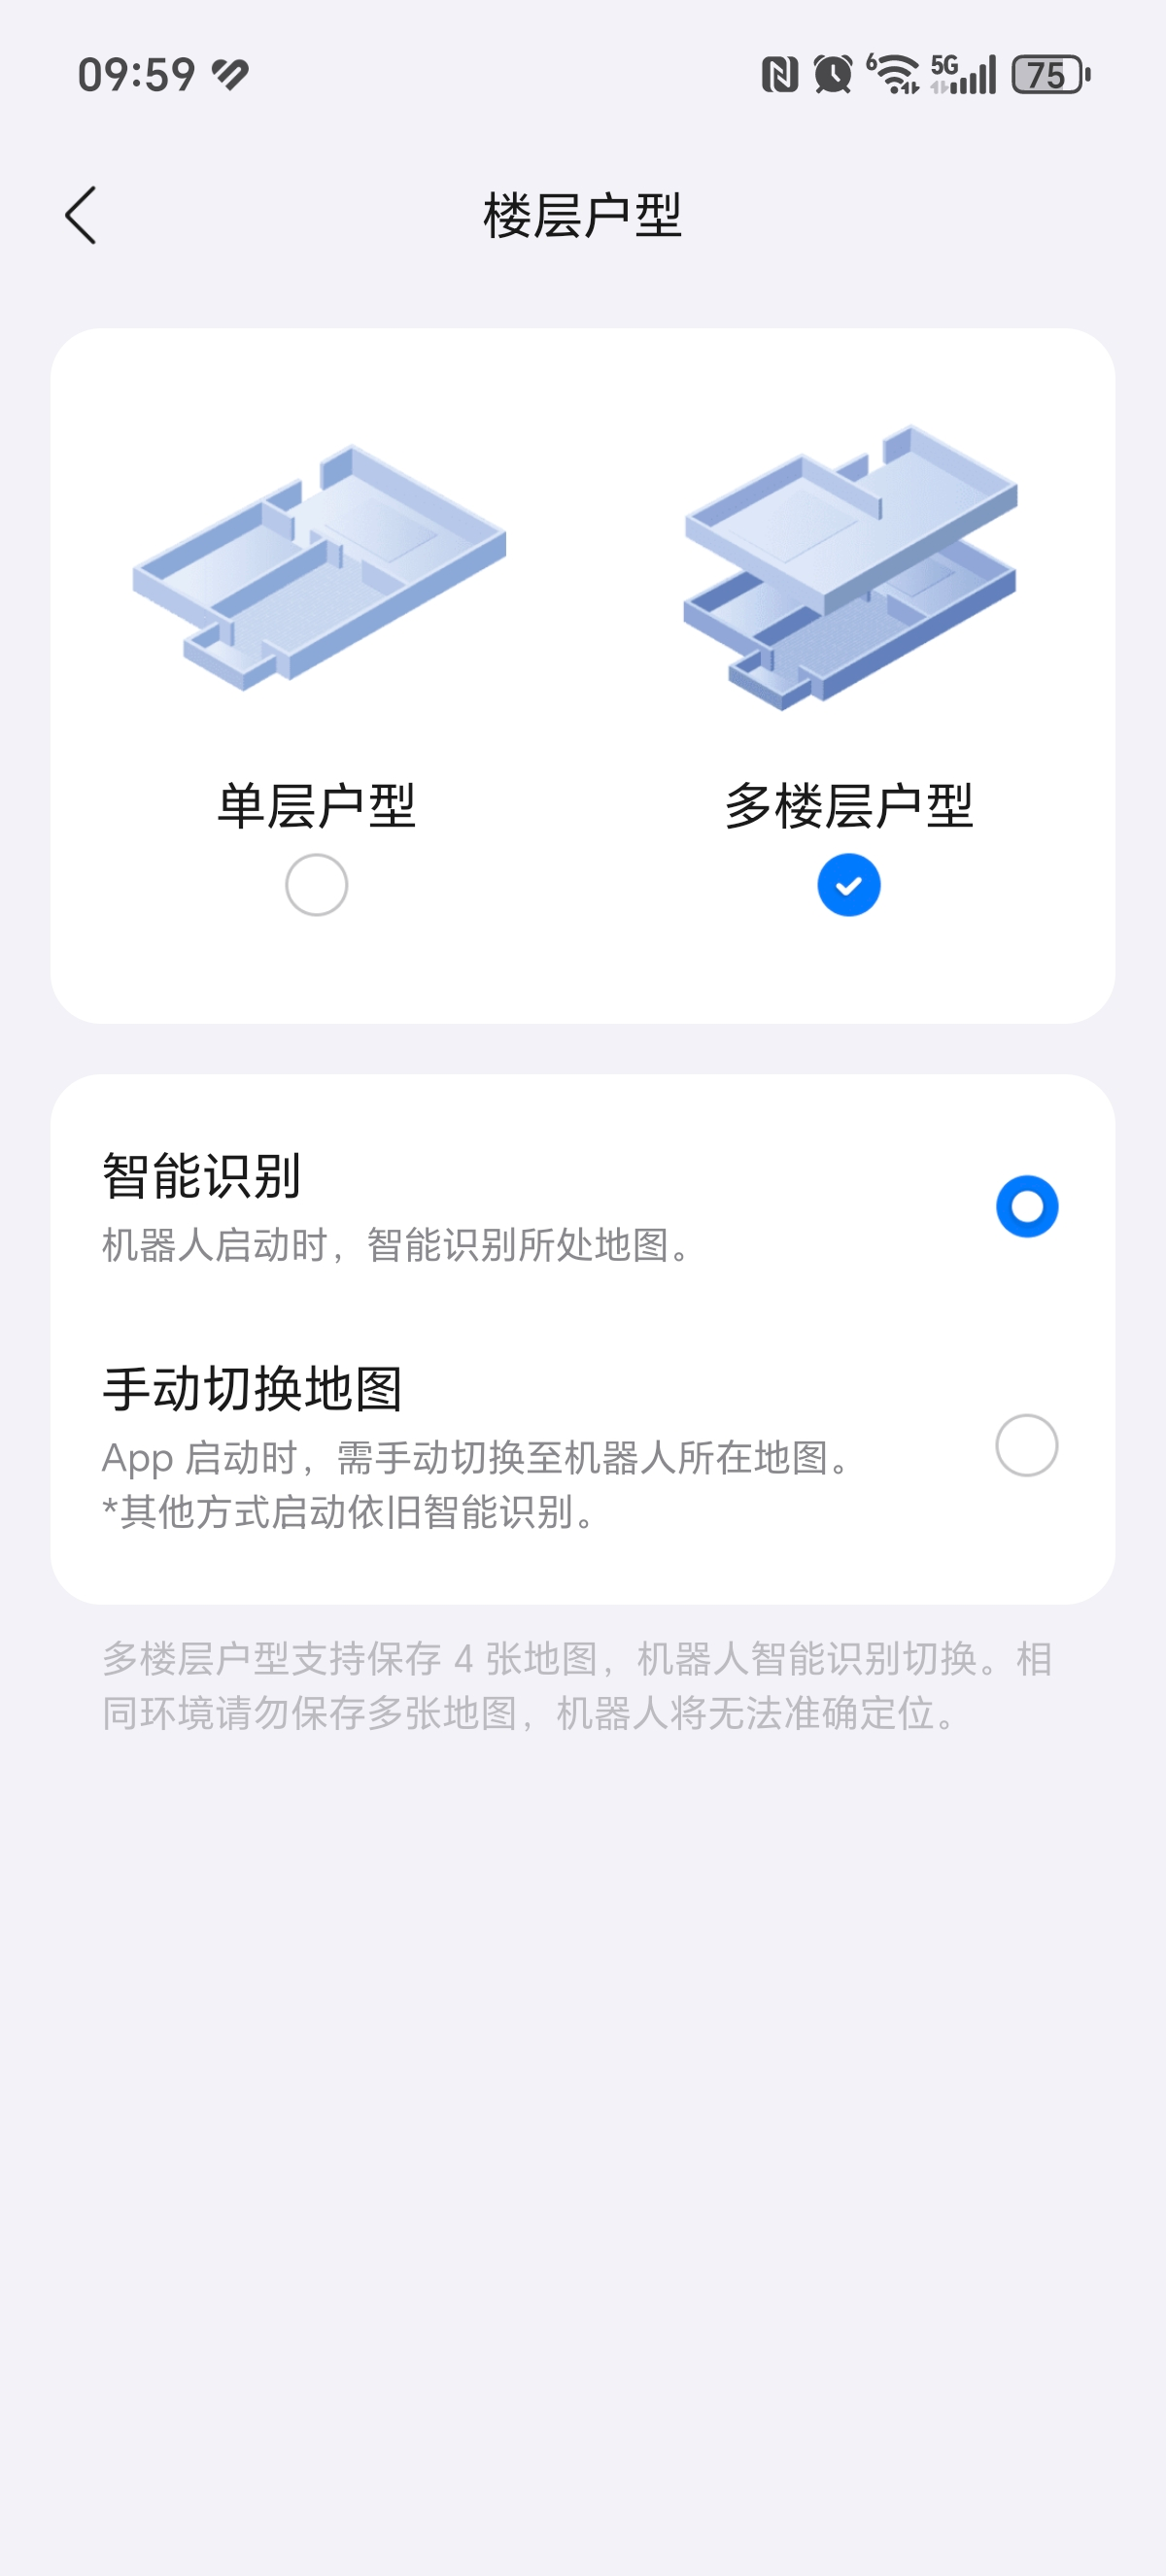 09:59
6
5G
75
楼层户型
单层户型
多楼层户型
智能识别
机器人启动时，智能识别所处地图。
手动切换地图
App 启动时，需手动切换至机器人所在地图。
*其他方式启动依旧智能识别。
多楼层户型支持保存 4 张地图，机器人智能识别切换。相
同环境请勿保存多张地图，机器人将无法准确定位。